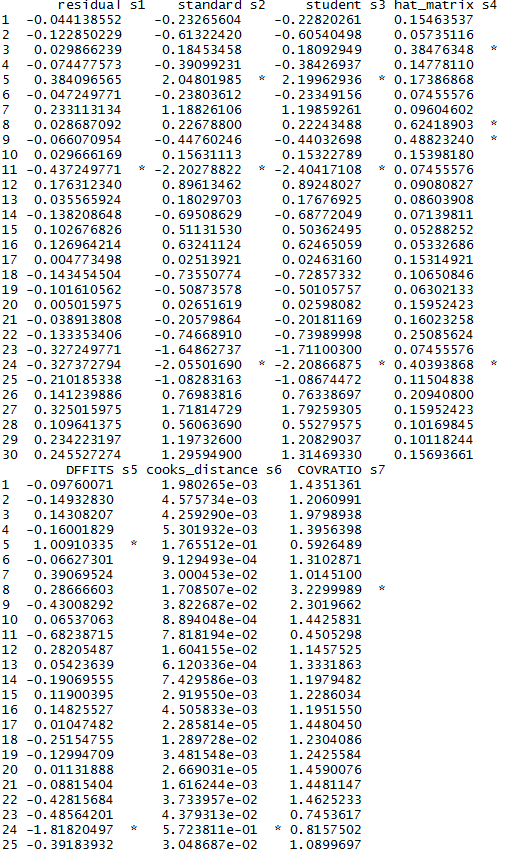 residual s1 standard s2 student s3 hat_matrix s4
1 -0.044138552 -0.23265604 -0.22820261 0.15463537
2 -0.122850229 -0.61322420 -0.60540498 0.05735116
3 0.029866239 0.18453458 0.18092949 0.38476348 *
4 -0.074477573 -0.39099231 -0.38426937 0.14778110
5 0.384096565 2.04801985 * 2.19962936 * 0.17386868
6 -0.047249771 -0.23803612 -0.23349156 0.07455576
7 0.233113134 1.18826106 1.19859261 0.09604602
8 0.028687092 0.22678800 0.22243488 0.62418903 *
9 -0.066070954 -0.44760246 -0.44032698 0.48823240 *
10 0.029666169 0.15631113 0.15322789 0.15398180
11 -0.437249771 * -2.20278822 * -2.40417108 * 0.07455576
12 0.176312340 0.89613462 0.89248027 0.09080827
13 0.035565924 0.18029703 0.17676925 0.08603908
14 -0.138208648 -0.69508629 -0.68772049 0.07139811
15 0.102676826 0.51131530 0.50362495 0.05288252
16 0.126964214 0.63241124 0.62465059 0.05332686
17 0.004773498 0.02513921 0.02463160 0.15314921
18 -0.143454504 -0.73550774 -0.72857332 0.10650846
19 -0.101610562 -0.50873578 -0.50105757 0.06302133
20 0.005015975 0.02651619 0.02598082 0.15952423
21 -0.038913808 -0.20579864 -0.20181169 0.16023258
22 -0.133353406 -0.74668910 -0.73989998 0.25085624
23 -0.327249771 -1.64862737 -1.71100300 0.07455576
24 -0.327372794 -2.05501690 * -2.20866875 * 0.40393868 *
25 -0.210185338 -1.08283163 -1.08674472 0.11504838
26 0.141239886 0.76983816 0.76338697 0.20940800
27 0.325015975 1.71814729 1.79259305 0.15952423
28 0.109641375 0.56063690 0.55279575 0.10169845
29 0.234223197 1.19732600 1.20829037 0.10118244
30 0.245527274 1.29594900 1.31469330 0.15693661
DFFITS s5 cooks_distance s6 COVRATIO s7
1 -0.09760071 1.980265e-03 1.4351361
2 -0.14932830 4.575734e-03 1.2060991
3 0.14308207 4.259290e-03 1.9798938
4 -0.16001829 5.301932e-03 1.3956398
5 1.00910335 * 1.765512e-01 0.5926489
6 -0.06627301 9.129493e-04 1.3102871
7 0.39069524 3.000453e-02 1.0145100
8 0.28666603 1.708507e-02 3.2299989 *
9 -0.43008292 3.822687e-02 2.3019662
10 0.06537063 8.894048e-04 1.4425831
11 -0.68238715 7.818194e-02 0.4505298
12 0.28205487 1.604155e-02 1.1457525
13 0.05423639 6.120336e-04 1.3331863
14 -0.19069555 7.429586e-03 1.1979482
15 0.11900395 2.919550e-03 1.2286034
16 0.14825527 4.505833e-03 1.1951550
17 0.01047482 2.285814e-05 1.4480450
18 -0.25154755 1.289728e-02 1.2304086
19 -0.12994709 3.481548e-03 1.2425584
20 0.01131888 2.669031e-05 1.4590076
21 -0.08815404 1.616244e-03 1.4481147
22 -0.42815684 3.733957e-02 1.4625233
23 -0.48564201 4.379313e-02 0.7453617
24 -1.81820497 * 5.723811e-01 * 0.8157502
25 -0.39183932 3.048687e-02 1.0899697